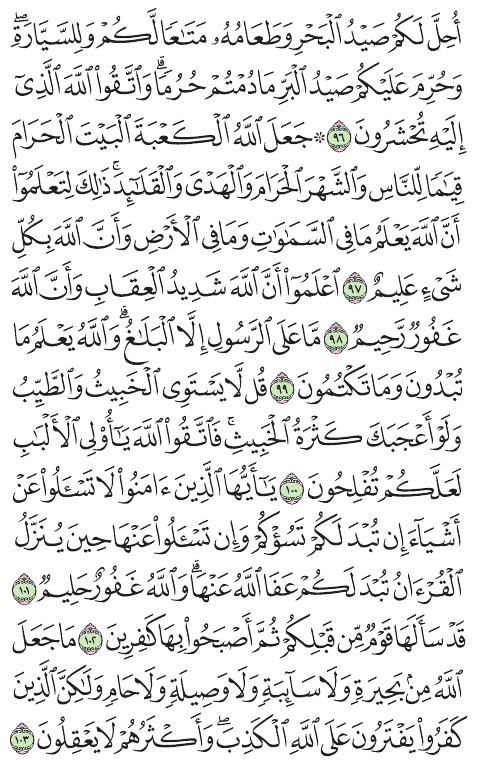 أُحِلَّ لَكُمْ صَيْدُ ٱلْبَحْرِ وَطَعَامُهُۥ مَتَٰعًا لَّكُمْ وَلِلسَّيَّارَةِۖ
وَحُرِّمَ عَلَيْكُمْ صَيْدُ ٱلْبَرِّ مَا دُمْتُمْ حُرُمًاۗ وَٱتَّقُوا۟ ٱللَّهَ ٱلَّذِىٓ
إِلَيْهِ تُحْشَرُونَ ٩٦ ۞ جَعَلَ ٱللَّهُ ٱلْكَعْبَةَ ٱلْبَيْتَ ٱلْحَرَامَ
قِيَٰمًا لِّلنَّاسِ وَٱلشَّهْرَ ٱلْحَرَامَ وَٱلْهَدْىَ وَٱلْقَلَٰٓئِدَۚ ذَٰلِكَ لِتَعْلَمُوٓا۟
أَنَّ ٱللَّهَ يَعْلَمُ مَا فِى ٱلسَّمَٰوَٰتِ وَمَا فِى ٱلْأَرْضِ وَأَنَّ ٱللَّهَ بِكُلِّ
شَىْءٍ عَلِيمٌ ٩٧ ٱعْلَمُوٓا۟ أَنَّ ٱللَّهَ شَدِيدُ ٱلْعِقَابِ وَأَنَّ ٱللَّهَ
غَفُورٌ رَّحِيمٌ ٩٨ مَّا عَلَى ٱلرَّسُولِ إِلَّا ٱلْبَلَٰغُۗ وَٱللَّهُ يَعْلَمُ مَا
تُبْدُونَ وَمَا تَكْتُمُونَ ٩٩ قُل لَّا يَسْتَوِى ٱلْخَبِيثُ وَٱلطَّيِّبُ
وَلَوْ أَعْجَبَكَ كَثْرَةُ ٱلْخَبِيثِۚ فَٱتَّقُوا۟ ٱللَّهَ يَٰٓأُو۟لِى ٱلْأَلْبَٰبِ
لَعَلَّكُمْ تُفْلِحُونَ ١٠٠ يَٰٓأَيُّهَا ٱلَّذِينَ ءَامَنُوا۟ لَا تَسْـَٔلُوا۟ عَنْ
أَشْيَآءَ إِن تُبْدَ لَكُمْ تَسُؤْكُمْ وَإِن تَسْـَٔلُوا۟ عَنْهَا حِينَ يُنَزَّلُ
ٱلْقُرْءَانُ تُبْدَ لَكُمْ عَفَا ٱللَّهُ عَنْهَاۗ وَٱللَّهُ غَفُورٌ حَلِيمٌ ١٠١
قَدْ سَأَلَهَا قَوْمٌ مِّن قَبْلِكُمْ ثُمَّ أَصْبَحُوا۟ بِهَا كَٰفِرِينَ ١٠٢ مَا جَعَلَ
ٱللَّهُ مِنۢ بَحِيرَةٍ وَلَا سَآئِبَةٍ وَلَا وَصِيلَةٍ وَلَا حَامٍ وَلَٰكِنَّ ٱلَّذِينَ
كَفَرُوا۟ يَفْتَرُونَ عَلَى ٱللَّهِ ٱلْكَذِبَۖ وَأَكْثَرُهُمْ لَا يَعْقِلُونَ ١٠٣